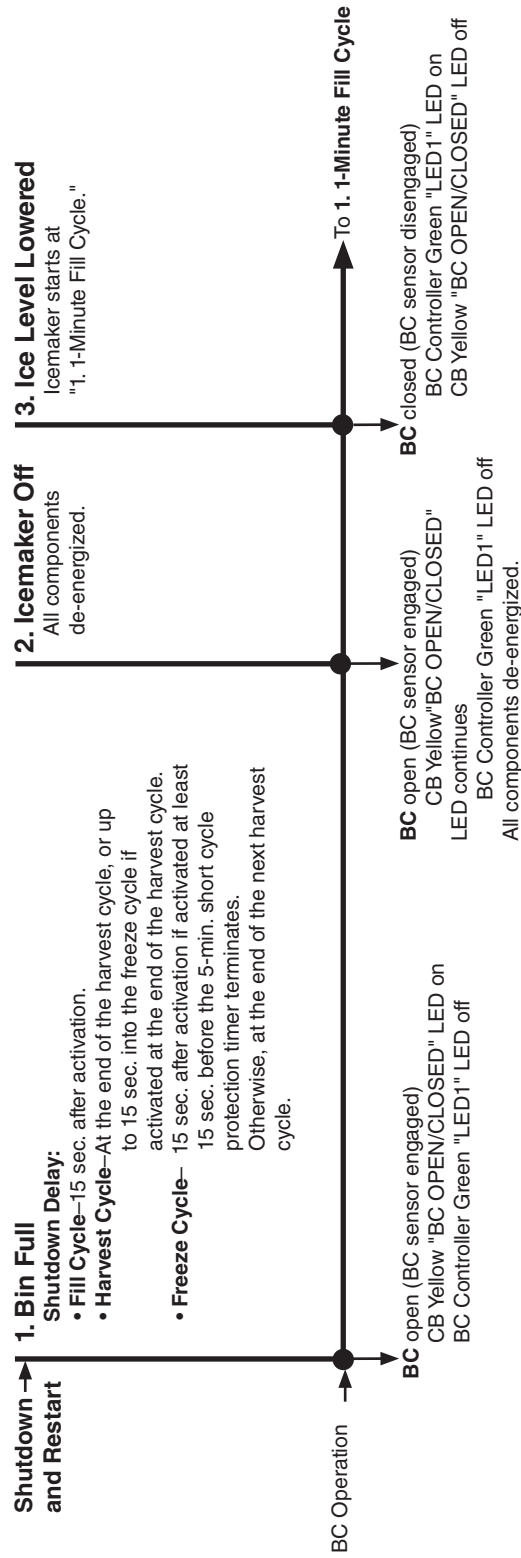 Shutdown
and Restart
1. Bin Full
Shutdown Delay:
• Fill Cycle–15 sec. after activation.
• Harvest Cycle–At the end of the harvest cycle, or up
to 15 sec. into the freeze cycle if
activated at the end of the harvest cycle.
• Freeze Cycle– 15 sec. after activation if activated at least
15 sec. before the 5-min. short cycle
protection timer terminates.
Otherwise, at the end of the next harvest
cycle.
2. Icemaker Off
All components
de-energized.
3. Ice Level Lowered
Icemaker starts at
"1. 1-Minute Fill Cycle."
BC Operation
To 1. 1-Minute Fill Cycle
BC open (BC sensor engaged)
CB Yellow "BC OPEN/CLOSED" LED on
BC Controller Green "LED1" LED off
BC open (BC sensor engaged)
CB Yellow"BC OPEN/CLOSED"
LED continues
BC Controller Green "LED1" LED off
All components de-energized.
BC closed (BC sensor disengaged)
BC Controller Green "LED1" LED on
CB Yellow "BC OPEN/CLOSED" LED off